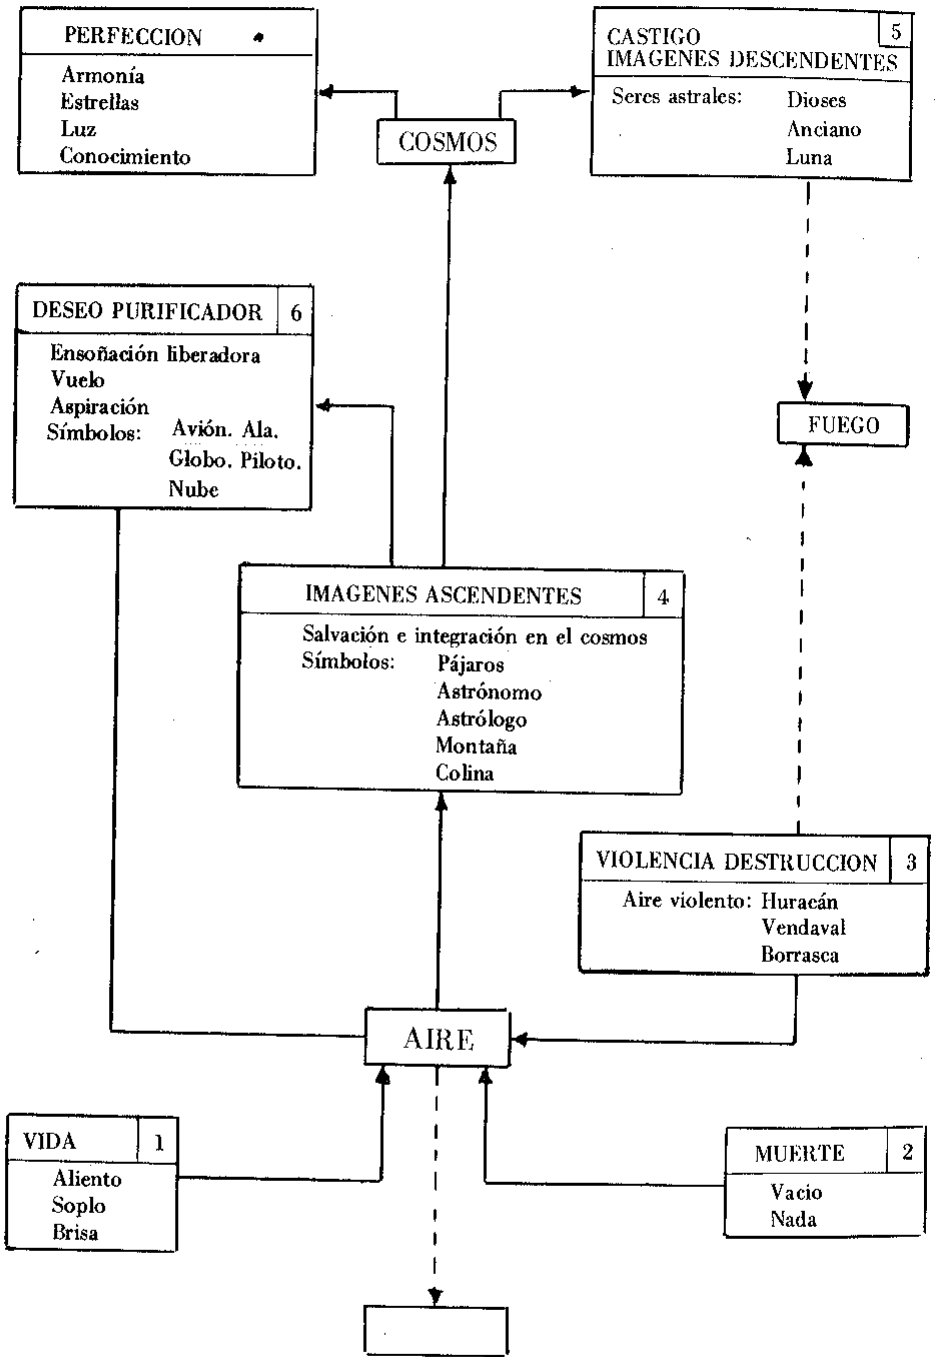 PERFECCION
Armonía
Estrellas
Luz
Conocimiento
5
CASTIGO
IMAGENES DESCENDENTES
Seres astrales: Dioses
Anciano
Luna
COSMOS
DESEO PURIFICADOR 6
Ensoñación liberadora
Vuelo
Aspiración
Símbolos: Avión. Ala.
Globo. Piloto.
Nube
FUEGO
IMAGENES ASCENDENTES 4
Salvación e integración en el cosmos
Símbolos: Pájaros
Astrónomo
Astrólogo
Montaña
Colina
VIOLENCIA DESTRUCCION 3
Aire violento: Huracán
Vendaval
Borrasca
AIRE
VIDA 1
Aliento
Soplo
Brisa
MUERTE 2
Vacio
Nada